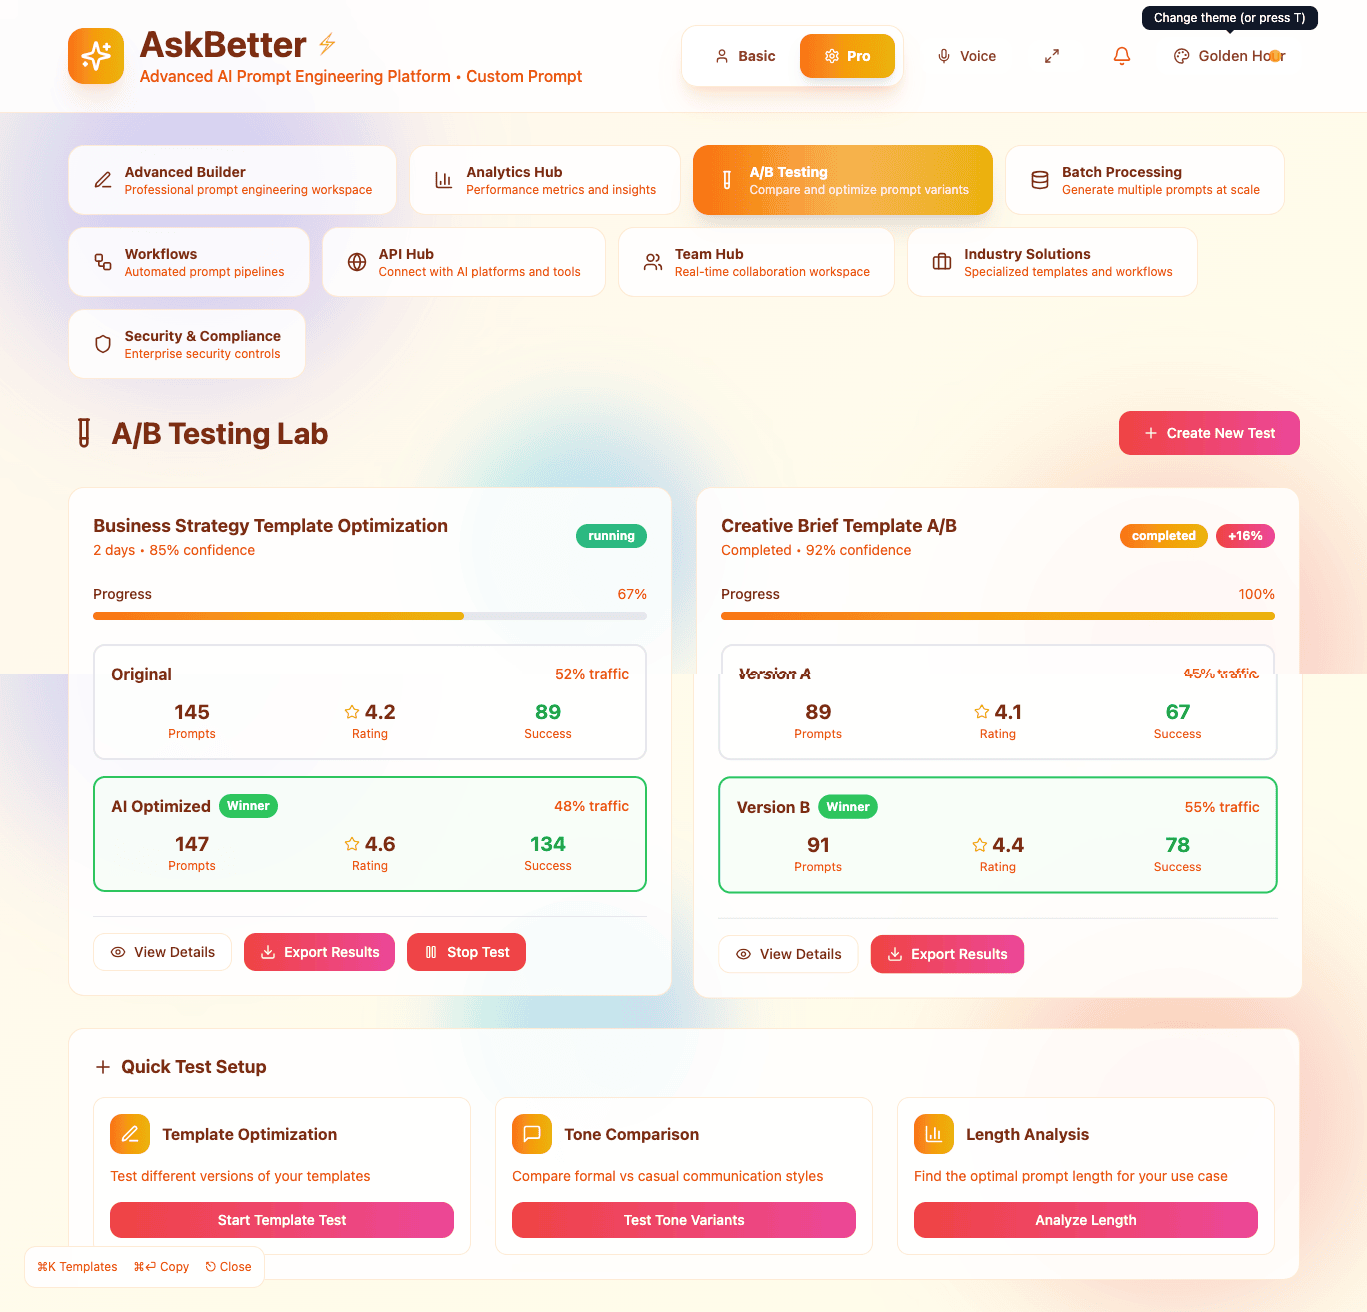 Change theme (or press T)
AskBetter
Advanced AI Prompt Engineering Platform • Custom Prompt
Basic
Pro
Voice
Golden Hour
Advanced Builder
Professional prompt engineering workspace
Analytics Hub
Performance metrics and insights
A/B Testing
Compare and optimize prompt variants
Batch Processing
Generate multiple prompts at scale
Workflows
Automated prompt pipelines
API Hub
Connect with AI platforms and tools
Team Hub
Real-time collaboration workspace
Industry Solutions
Specialized templates and workflows
Security & Compliance
Enterprise security controls
A/B Testing Lab
+ Create New Test
Business Strategy Template Optimization
2 days • 85% confidence
running
Progress
67%
Original
52% traffic
145
4.2
89
Prompts
Rating
Success
AI Optimized
Winner
48% traffic
147
4.6
134
Prompts
Rating
Success
View Details
Export Results
Stop Test
Creative Brief Template A/B
Completed • 92% confidence
completed
+16%
Progress
100%
Version A
45% traffic
89
4.1
67
Prompts
Rating
Success
Version B
Winner
55% traffic
91
4.4
78
Prompts
Rating
Success
View Details
Export Results
+ Quick Test Setup
Template Optimization
Test different versions of your templates
Start Template Test
Tone Comparison
Compare formal vs casual communication styles
Test Tone Variants
Length Analysis
Find the optimal prompt length for your use case
Analyze Length
⌘K Templates
⌘⏎ Copy
⎋ Close